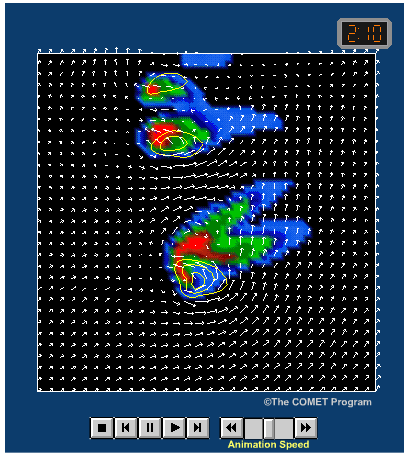 2:10
©The COMET Program
Animation Speed